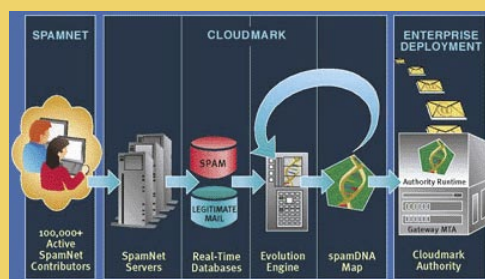 SPAMNET
CLOUDMARK
ENTERPRISE
DEPLOYMENT
SPAM
LEGITIMATE
MAIL
Authority Runtime
Gateway MTA
100,000+
Active
SpamNet
Contributors
SpamNet
Servers
Real-Time
Databases
Evolution
Engine
spamDNA
Map
Cloudmark
Authority